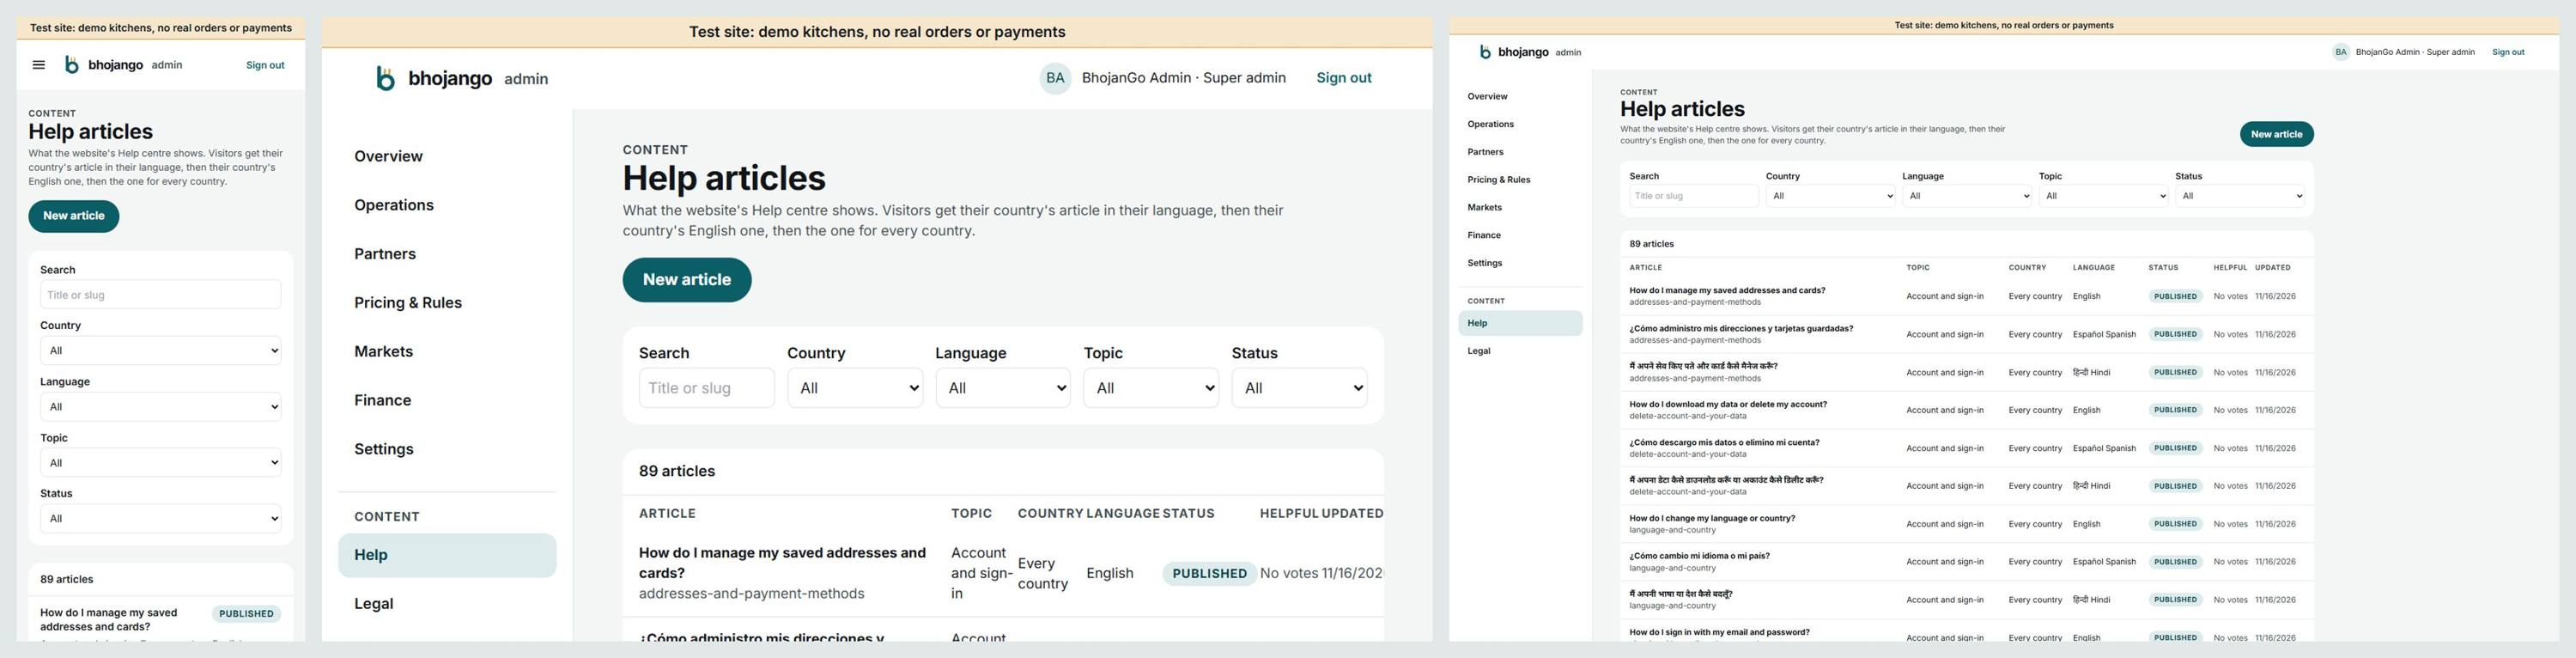 Test site: demo kitchens, no real orders or payments
bhojango admin
Sign out
CONTENT
Help articles
What the website's Help centre shows. Visitors get their
country's article in their language, then their country's
English one, then the one for every country.
New article
Search
Title or slug
Country
All
Language
All
Topic
All
Status
All
89 articles
How do I manage my saved
addresses and cards?
PUBLISHED
Test site: demo kitchens, no real orders or payments
bhojango admin
BA BhojanGo Admin · Super admin Sign out
Overview
Operations
Partners
Pricing & Rules
Markets
Finance
Settings
CONTENT
Help
Legal
CONTENT
Help articles
What the website's Help centre shows. Visitors get their country's article in their language, then their
country's English one, then the one for every country.
New article
Search Country Language Topic Status
Title or slug All All All All
89 articles
ARTICLE TOPIC COUNTRY LANGUAGE STATUS HELPFUL UPDATED
How do I manage my saved addresses and
cards?
addresses-and-payment-methods
Account
and sign-
in
Every
country
English
PUBLISHED
No votes 11/16/202
¿Cómo administro mis direcciones y
Account
Test site: demo kitchens, no real orders or payments
bhojango admin
BA BhojanGo Admin · Super admin Sign out
Overview
Operations
Partners
Pricing & Rules
Markets
Finance
Settings
CONTENT
Help
Legal
CONTENT
Help articles
What the website's Help centre shows. Visitors get their country's article in their language, then their
country's English one, then the one for every country.
New article
Search Country Language Topic Status
Title or slug All All All All
89 articles
ARTICLE TOPIC COUNTRY LANGUAGE STATUS HELPFUL UPDATED
How do I manage my saved addresses and cards?
addresses-and-payment-methods
Account and sign-in Every country English PUBLISHED No votes 11/16/2026
¿Cómo administro mis direcciones y tarjetas guardadas?
addresses-and-payment-methods
Account and sign-in Every country Español Spanish PUBLISHED No votes 11/16/2026
मैं अपने सेव किए पते और कार्ड कैसे मैनेज करूँ?
addresses-and-payment-methods
Account and sign-in Every country हिन्दी Hindi PUBLISHED No votes 11/16/2026
How do I download my data or delete my account?
delete-account-and-your-data
Account and sign-in Every country English PUBLISHED No votes 11/16/2026
¿Cómo descargo mis datos o elimino mi cuenta?
delete-account-and-your-data
Account and sign-in Every country Español Spanish PUBLISHED No votes 11/16/2026
मैं अपना डेटा कैसे डाउनलोड करूँ या अकाउंट कैसे डिलीट करूँ?
delete-account-and-your-data
Account and sign-in Every country हिन्दी Hindi PUBLISHED No votes 11/16/2026
How do I change my language or country?
language-and-country
Account and sign-in Every country English PUBLISHED No votes 11/16/2026
¿Cómo cambio mi idioma o mi país?
language-and-country
Account and sign-in Every country Español Spanish PUBLISHED No votes 11/16/2026
मैं अपनी भाषा या देश कैसे बदलूँ?
language-and-country
Account and sign-in Every country हिन्दी Hindi PUBLISHED No votes 11/16/2026
How do I sign in with my email and password?
Account and sign-in Every country English PUBLISHED No votes 11/16/2026